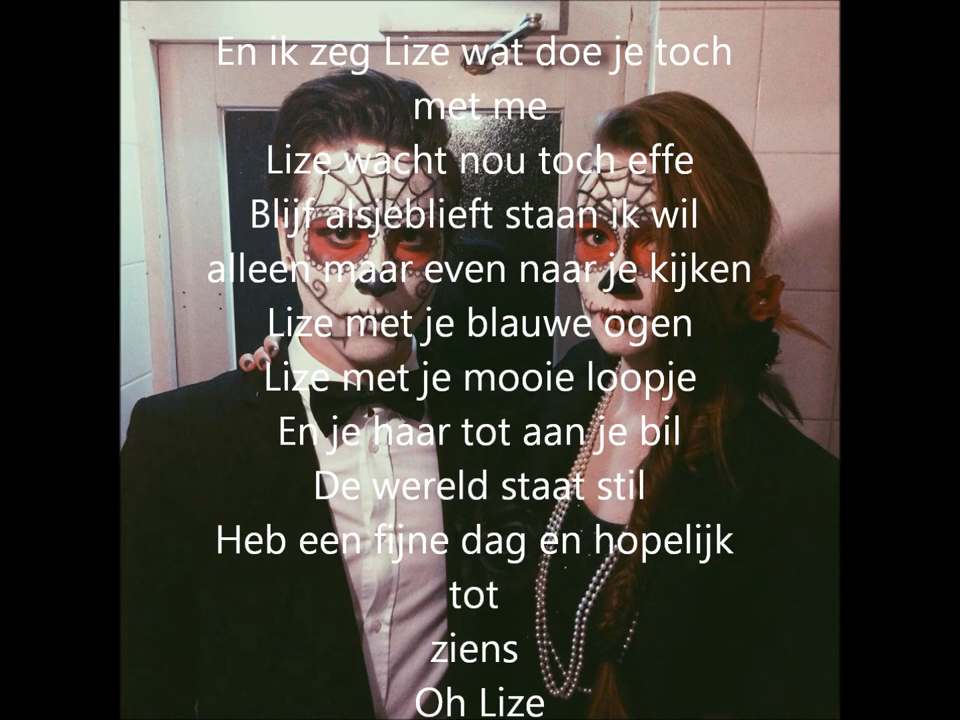 En ik zeg Lize wat doe je toch
met me
Lize wacht nou toch effe
Blijf alsjeblieft staan ik wil
alleen maar even naar je kijken
Lize met je blauwe ogen
Lize met je mooie loopje
En je haar tot aan je bil
De wereld staat stil
Heb een fijne dag en hopelijk
tot
ziens
Oh Lize